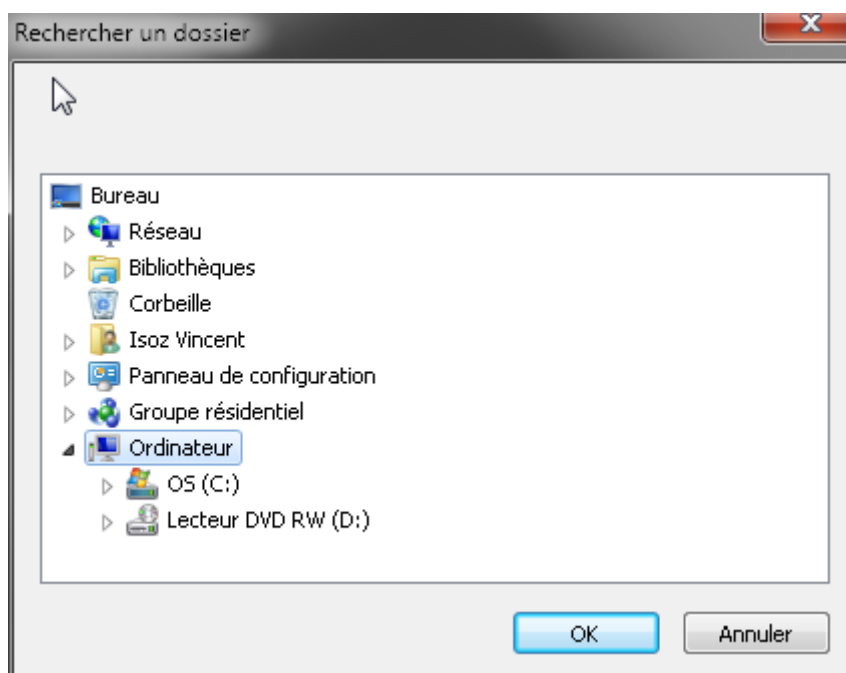 Rechercher un dossier
Bureau
Réseau
Bibliothèques
Corbeille
Isoz Vincent
Panneau de configuration
Groupe résidentiel
Ordinateur
OS (C:)
Lecteur DVD RW (D:)
OK Annuler